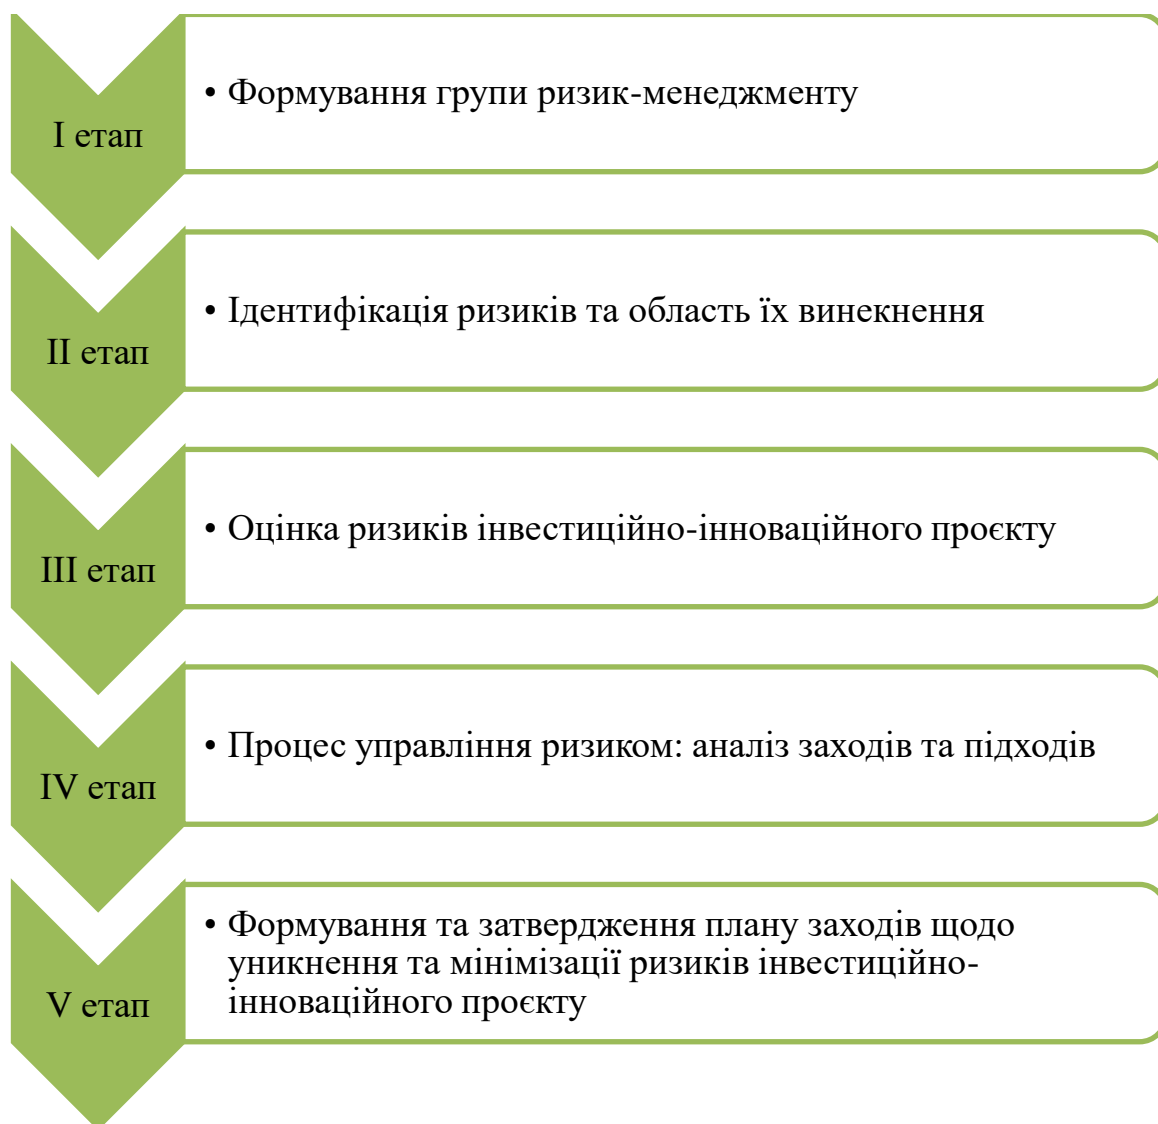 I етап
• Формування групи ризик-менеджменту
II етап
• Ідентифікація ризиків та область їх винекнення
III етап
• Оцінка ризиків інвестиційно-інноваційного проєкту
IV етап
• Процес управління ризиком: аналіз заходів та підходів
V етап
• Формування та затвердження плану заходів щодо
уникнення та мінімізації ризиків інвестиційно-
інноваційного проєкту